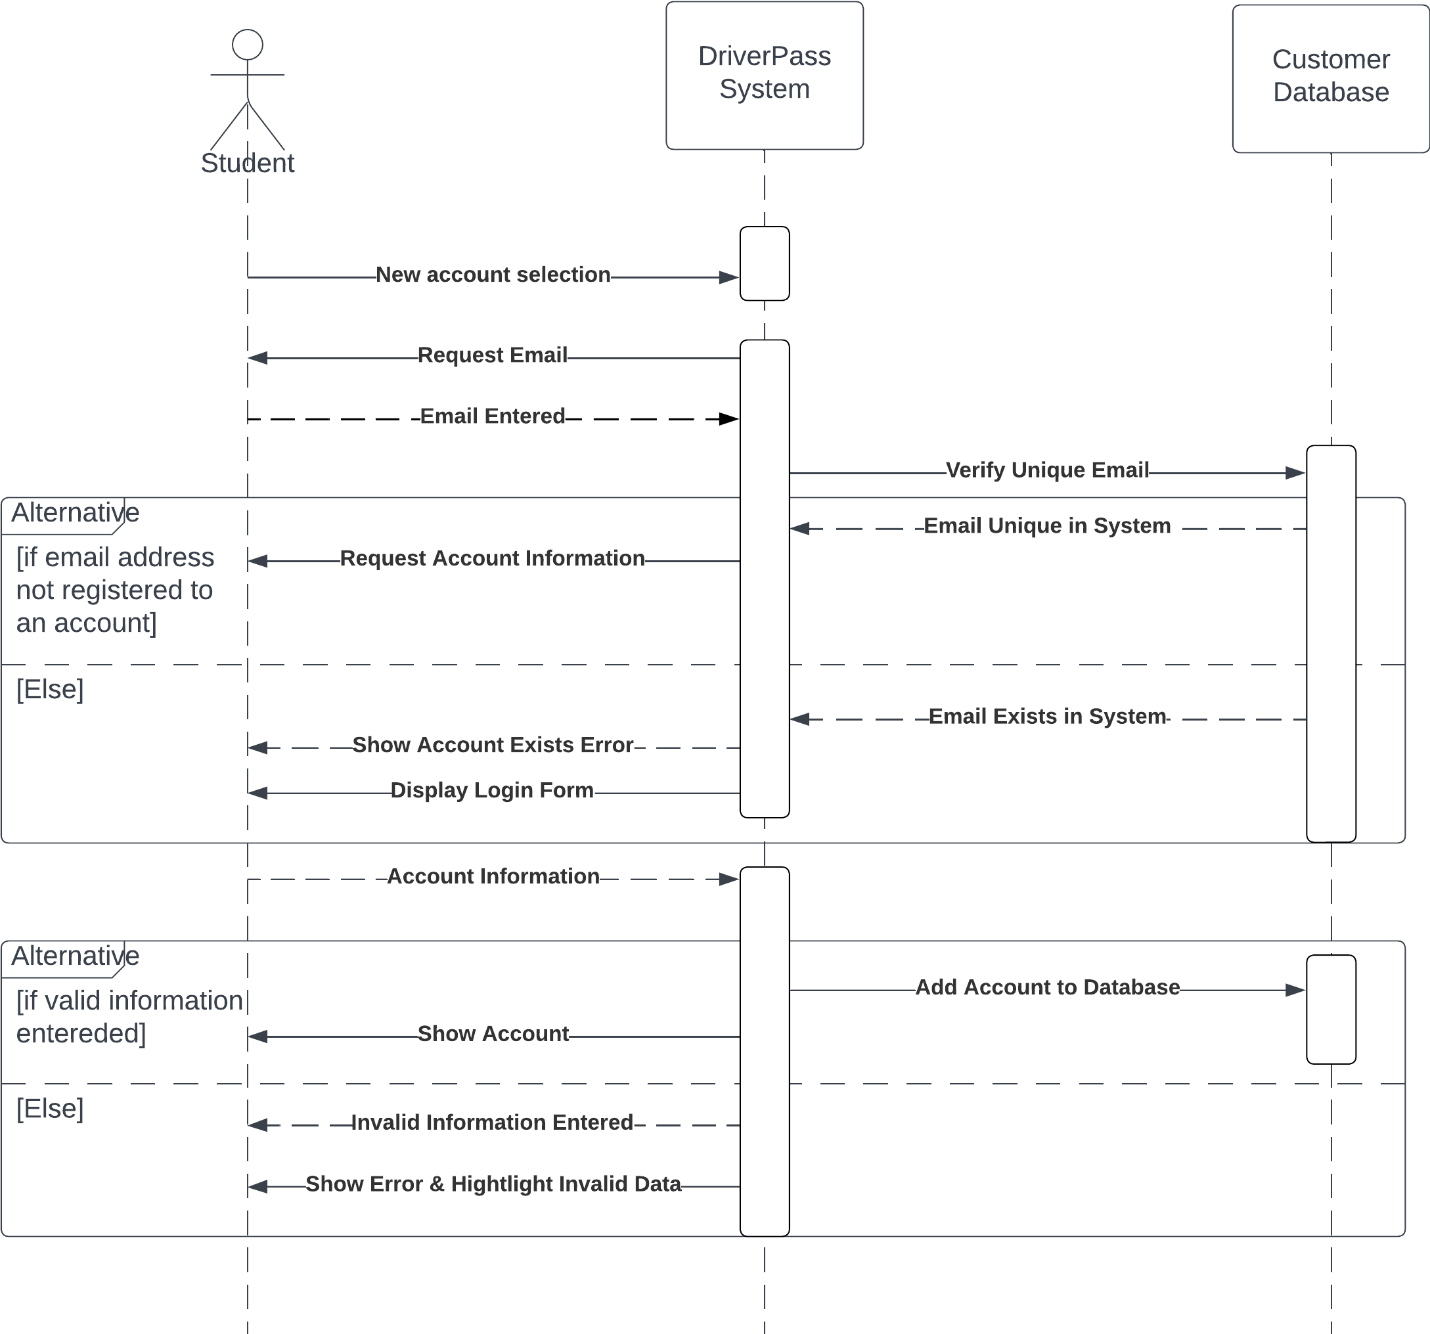 Student
DriverPass
System
Customer
Database
New account selection
Request Email
Email Entered
Verify Unique Email
Alternative
Email Unique in System
[if email address
not registered to
an account]
Request Account Information
[Else]
Email Exists in System
Show Account Exists Error
Display Login Form
Account Information
Alternative
Add Account to Database
[if valid information
entereded]
Show Account
[Else]
Invalid Information Entered
Show Error & Hightlight Invalid Data